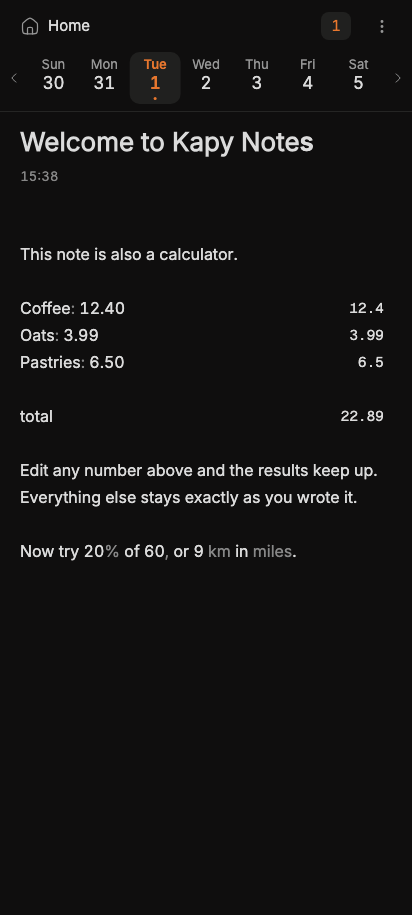 Home
1
Sun Mon Tue Wed Thu Fri Sat
30 31 1 2 3 4 5
Welcome to Kapy Notes
15:38
This note is also a calculator.
Coffee: 12.40 12.4
Oats: 3.99 3.99
Pastries: 6.50 6.5
total 22.89
Edit any number above and the results keep up.
Everything else stays exactly as you wrote it.
Now try 20% of 60, or 9 km in miles.